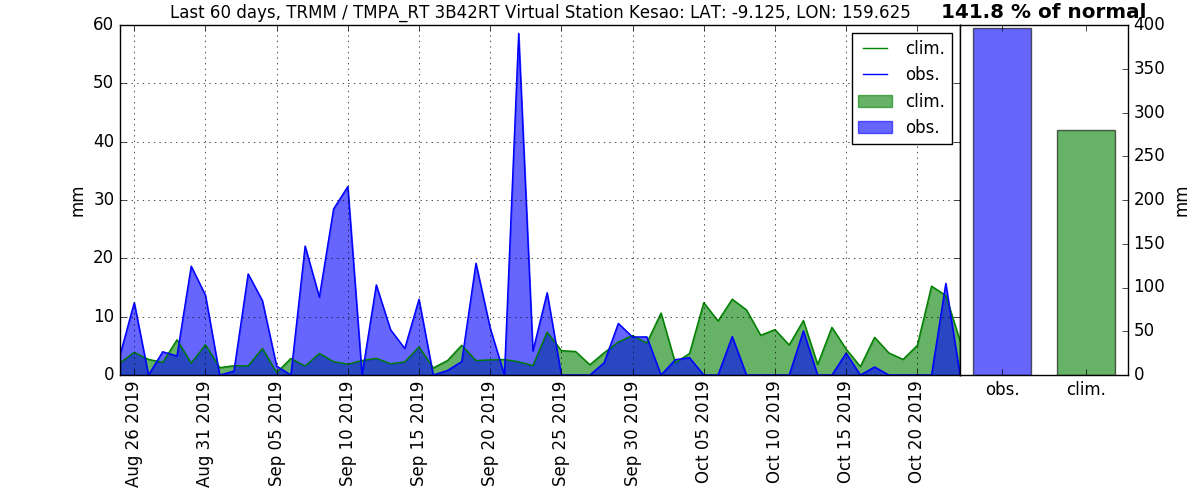 Last 60 days, TRMM / TMPA_RT 3B42RT Virtual Station Kesao: LAT: -9.125, LON: 159.625
141.8 % of normal
60
50
40
30
20
10
0
mm
clim.
obs.
clim.
obs.
400
350
300
250
200
150
100
50
0
mm
obs.
clim.
Aug 26 2019
Aug 31 2019
Sep 05 2019
Sep 10 2019
Sep 15 2019
Sep 20 2019
Sep 25 2019
Sep 30 2019
Oct 05 2019
Oct 10 2019
Oct 15 2019
Oct 20 2019